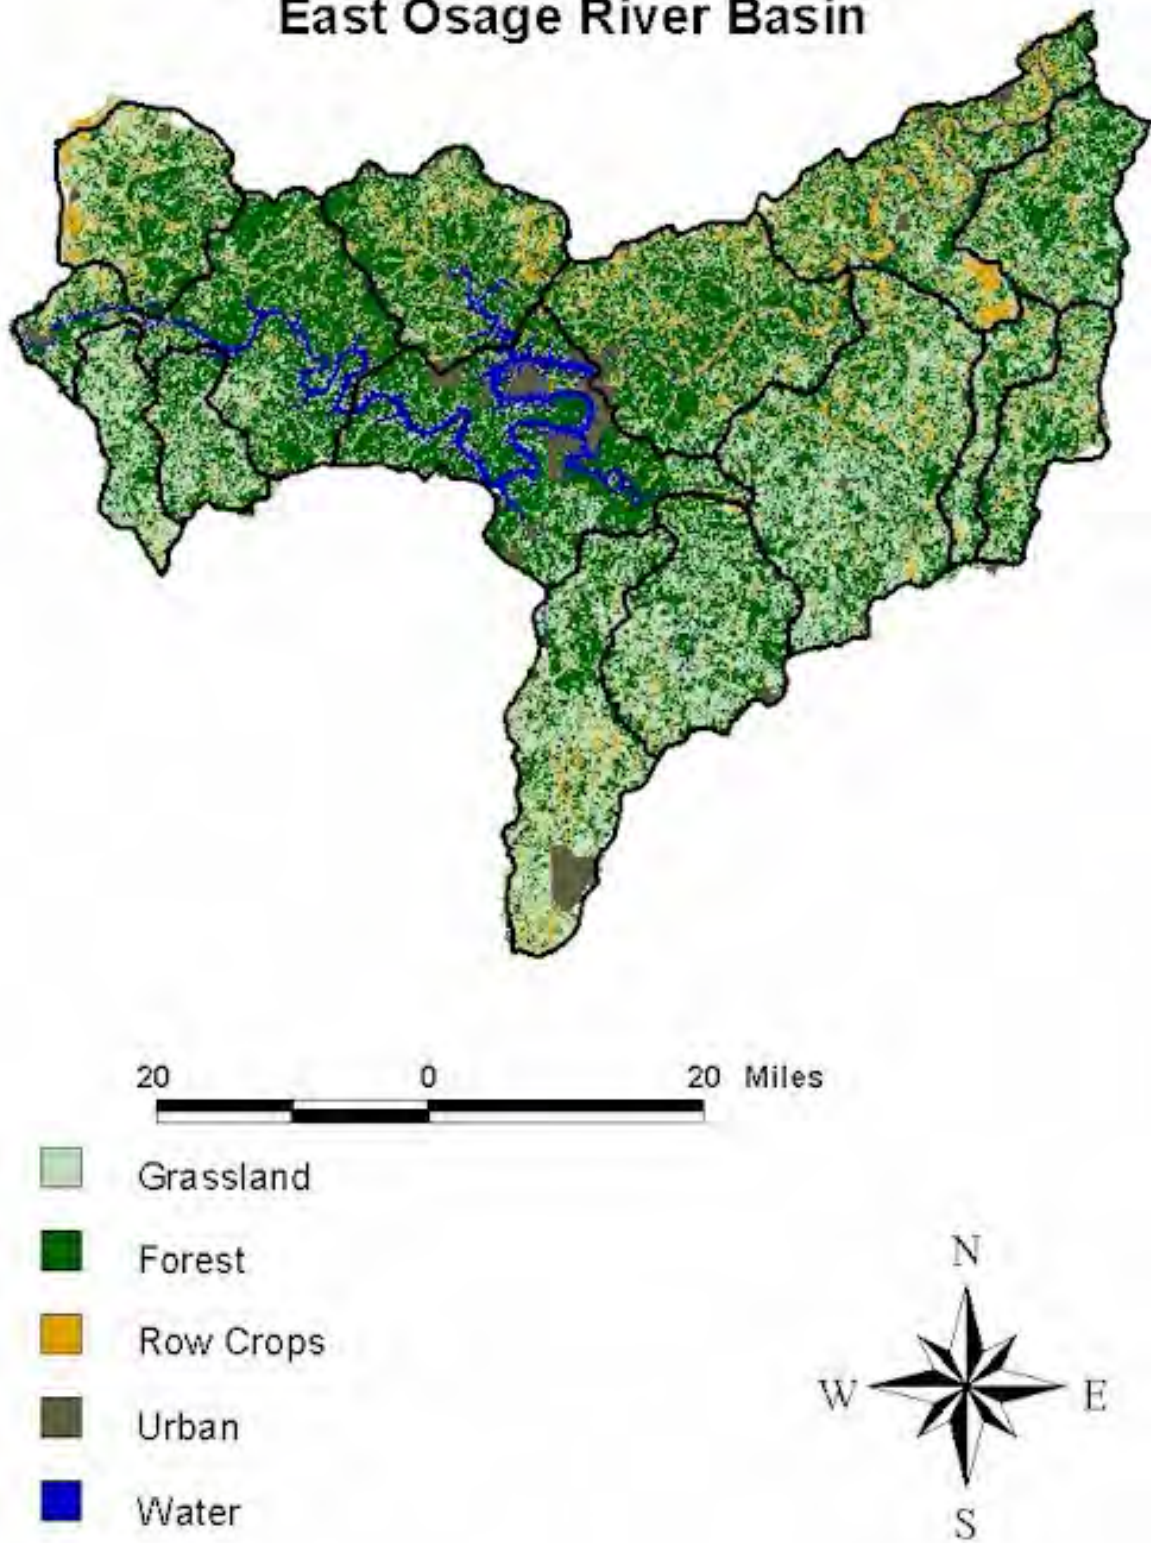 East Osage River Basin
20 0 20 Miles
Grassland
Forest
Row Crops
Urban
Water
N
W E
S